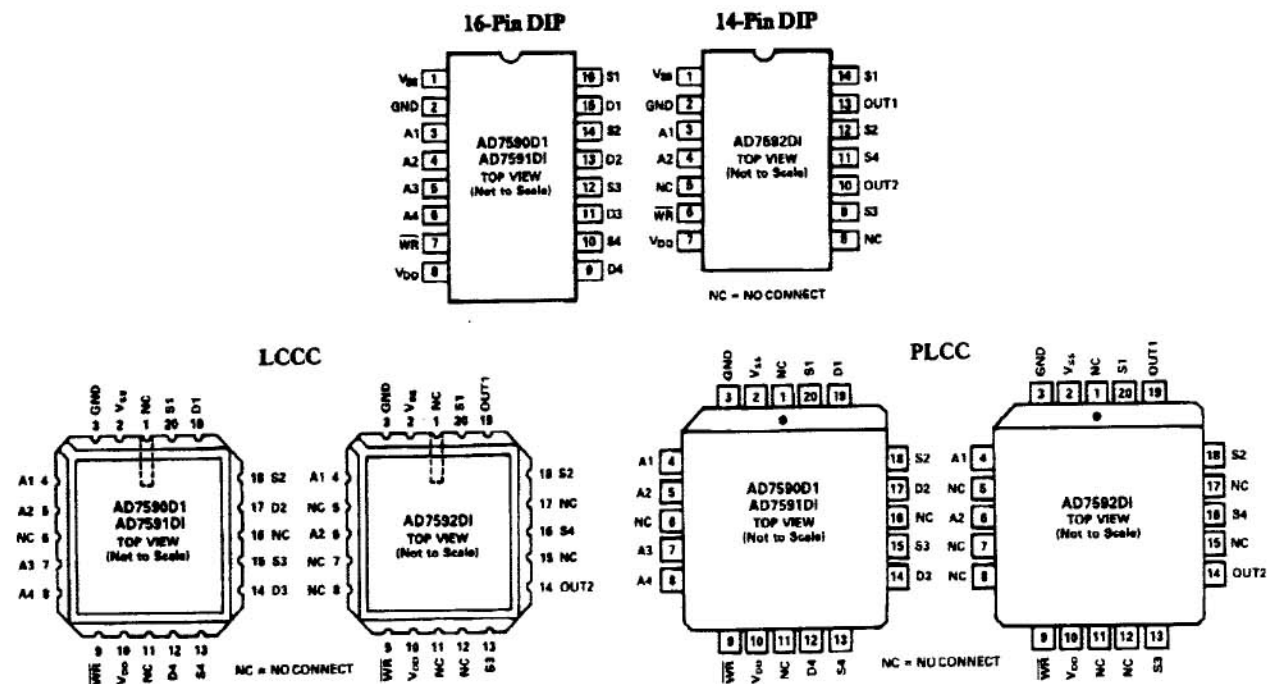 16-Pin DIP
14-Pin DIP
VSS 1
GND 2
A1 3
A2 4
A3 5
A4 6
WR 7
VDD 8
AD7590D1
AD7591DI
TOP VIEW
(Not to Scale)
16 S1
15 D1
14 S2
13 D2
12 S3
11 D3
10 S4
9 D4
VSS 1
GND 2
A1 3
A2 4
NC 5
WR 6
VDD 7
AD7592DI
TOP VIEW
(Not to Scale)
14 S1
13 OUT1
12 S2
11 S4
10 OUT2
9 S3
8 NC
NC = NO CONNECT
LCCC
GND VSS NC S1 D1
3 2 1 20 19
A1 4
A2 5
NC 6
A3 7
A4 8
AD7590D1
AD7591DI
TOP VIEW
(Not to Scale)
18 S2
17 D2
16 NC
15 S3
14 D3
9 10 11 12 13
WR VDD NC D4 S4
GND VSS NC S1 OUT1
3 2 1 20 19
A1 4
NC 5
A2 6
NC 7
NC 8
AD7592DI
TOP VIEW
(Not to Scale)
18 S2
17 NC
16 S4
15 NC
14 OUT2
9 10 11 12 13
WR VDD NC NC S3
NC = NO CONNECT
PLCC
GND VSS NC S1 D1
3 2 1 20 19
A1 4
A2 5
NC 6
A3 7
A4 8
AD7590D1
AD7591DI
TOP VIEW
(Not to Scale)
18 S2
17 D2
16 NC
15 S3
14 D3
9 10 11 12 13
WR VDD NC D4 S4
GND VSS NC S1 OUT1
3 2 1 20 19
A1 4
NC 5
A2 6
NC 7
NC 8
AD7592DI
TOP VIEW
(Not to Scale)
18 S2
17 NC
16 S4
15 NC
14 OUT2
9 10 11 12 13
WR VDD NC NC S3
NC = NO CONNECT